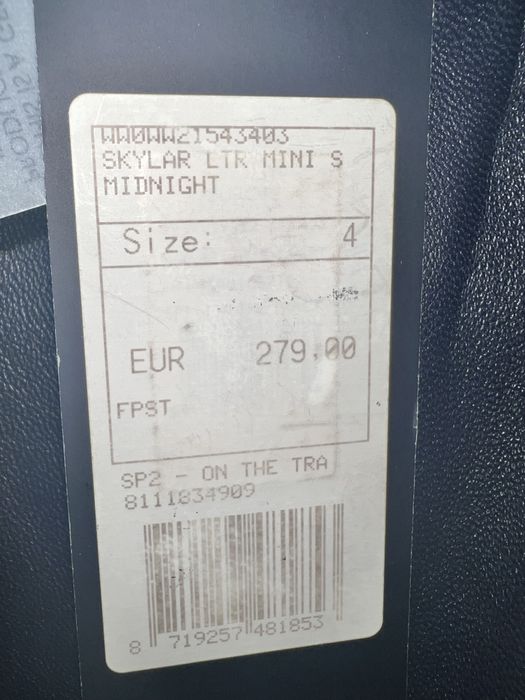 WW0WW21543403
SKYLAR LTR MINI S
MIDNIGHT
Size: 4
EUR 279,00
FPST
SP2 - ON THE TRA
8111834909
8 719257 481853